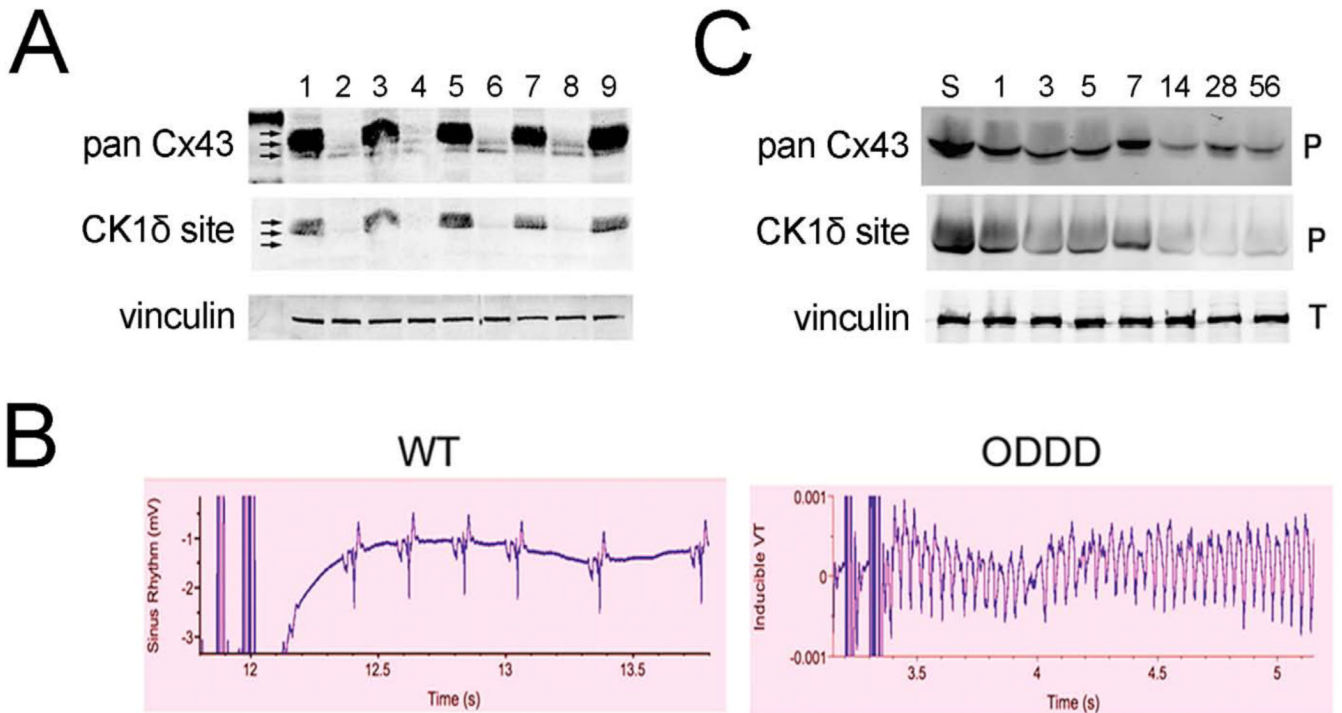 A
1 2 3 4 5 6 7 8 9
pan Cx43
CK1δ site
vinculin
C
S 1 3 5 7 14 28 56
pan Cx43 P
CK1δ site P
vinculin T
B
WT
Sinus Rhythm (mV)
-1
-2
-3
12 12.5 13 13.5
Time (s)
ODDD
Inducible VT
0.001
0
-0.001
3.5 4 4.5 5
Time (s)